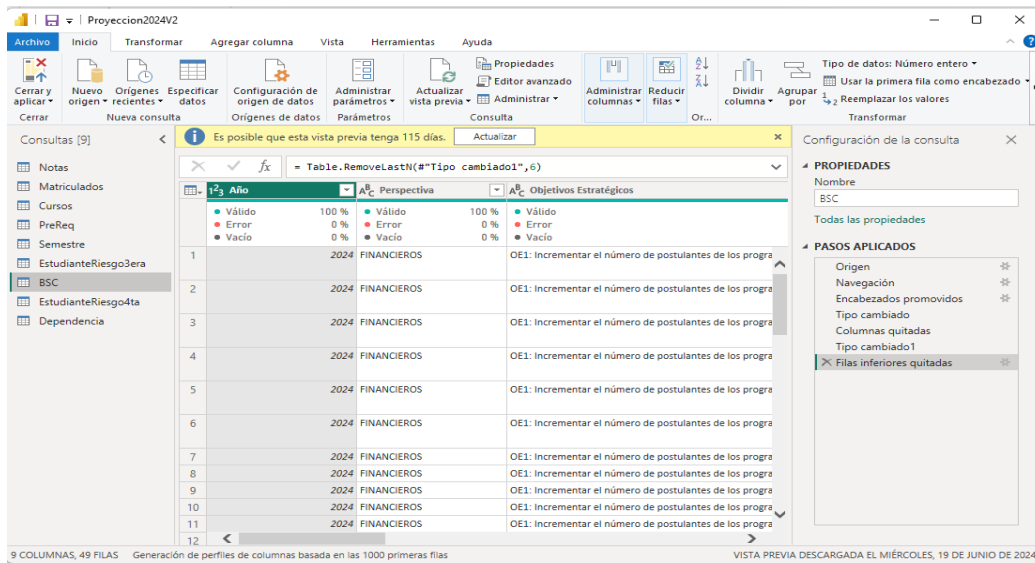 Proyeccion2024V2
Archivo Inicio Transformar Agregar columna Vista Herramientas Ayuda
Cerrar y aplicar
Nuevo origen
Orígenes recientes
Especificar datos
Configuración de origen de datos
Administrar parámetros
Actualizar vista previa
Propiedades
Editor avanzado
Administrar
Administrar columnas
Reducir filas
Dividir columna
Agrupar por
Tipo de datos: Número entero
Usar la primera fila como encabezado
Reemplazar los valores
Cerrar Nueva consulta Orígenes de datos Parámetros Consulta Or... Transformar
Consultas [9]
Notas
Matriculados
Cursos
PreReq
Semestre
EstudianteRiesgo3era
BSC
EstudianteRiesgo4ta
Dependencia
Es posible que esta vista previa tenga 115 días. Actualizar
fx = Table.RemoveLastN(#"Tipo cambiado1",6)
123 Año ABC Perspectiva ABC Objetivos Estratégicos
Válido 100 % Válido 100 % Válido
Error 0 % Error 0 % Error
Vacío 0 % Vacío 0 % Vacío
1 2024 FINANCIEROS OE1: Incrementar el número de postulantes de los progra
2 2024 FINANCIEROS OE1: Incrementar el número de postulantes de los progra
3 2024 FINANCIEROS OE1: Incrementar el número de postulantes de los progra
4 2024 FINANCIEROS OE1: Incrementar el número de postulantes de los progra
5 2024 FINANCIEROS OE1: Incrementar el número de postulantes de los progra
6 2024 FINANCIEROS OE1: Incrementar el número de postulantes de los progra
7 2024 FINANCIEROS OE1: Incrementar el número de postulantes de los progra
8 2024 FINANCIEROS OE1: Incrementar el número de postulantes de los progra
9 2024 FINANCIEROS OE1: Incrementar el número de postulantes de los progra
10 2024 FINANCIEROS OE1: Incrementar el número de postulantes de los progra
11 2024 FINANCIEROS OE1: Incrementar el número de postulantes de los progra
12
Configuración de la consulta
PROPIEDADES
Nombre
BSC
Todas las propiedades
PASOS APLICADOS
Origen
Navegación
Encabezados promovidos
Tipo cambiado
Columnas quitadas
Tipo cambiado1
Filas inferiores quitadas
9 COLUMNAS, 49 FILAS Generación de perfiles de columnas basada en las 1000 primeras filas VISTA PREVIA DESCARGADA EL MIÉRCOLES, 19 DE JUNIO DE 2024